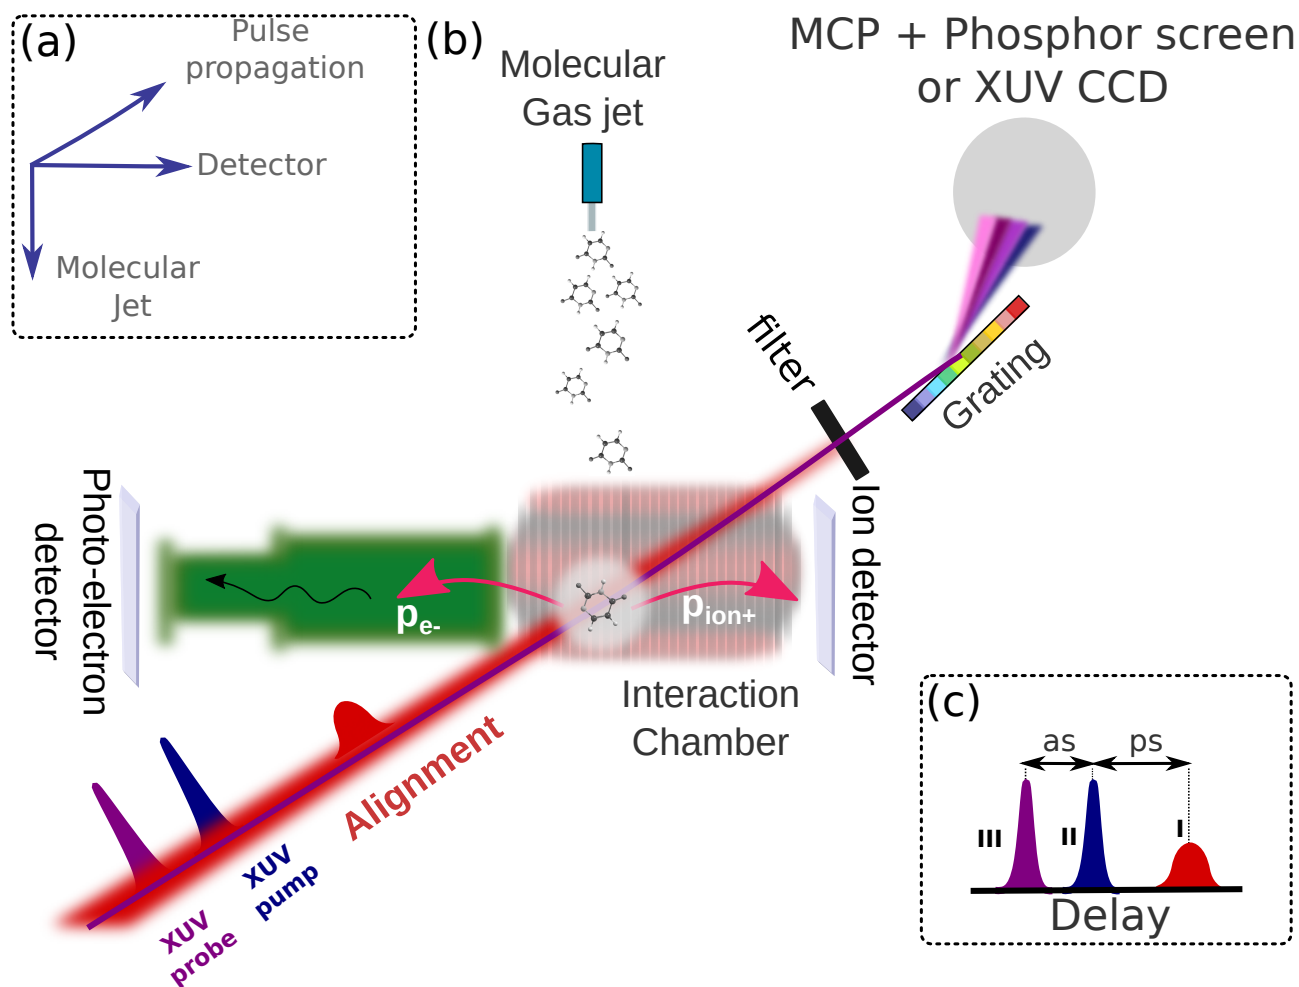 (a)
Pulse
propagation
Detector
Molecular
Jet
(b)
Molecular
Gas jet
MCP + Phosphor screen
or XUV CCD
filter
Grating
Photo-electron
detector
Ion detector
pe-
pion+
Interaction
Chamber
Alignment
XUV
pump
XUV
probe
(c)
as
ps
III
II
I
Delay